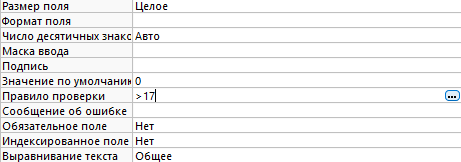 Размер поля Целое
Формат поля
Число десятичных знако Авто
Маска ввода
Подпись
Значение по умолчанию 0
Правило проверки >17
Сообщение об ошибке
Обязательное поле Нет
Индексированное поле Нет
Выравнивание текста Общее